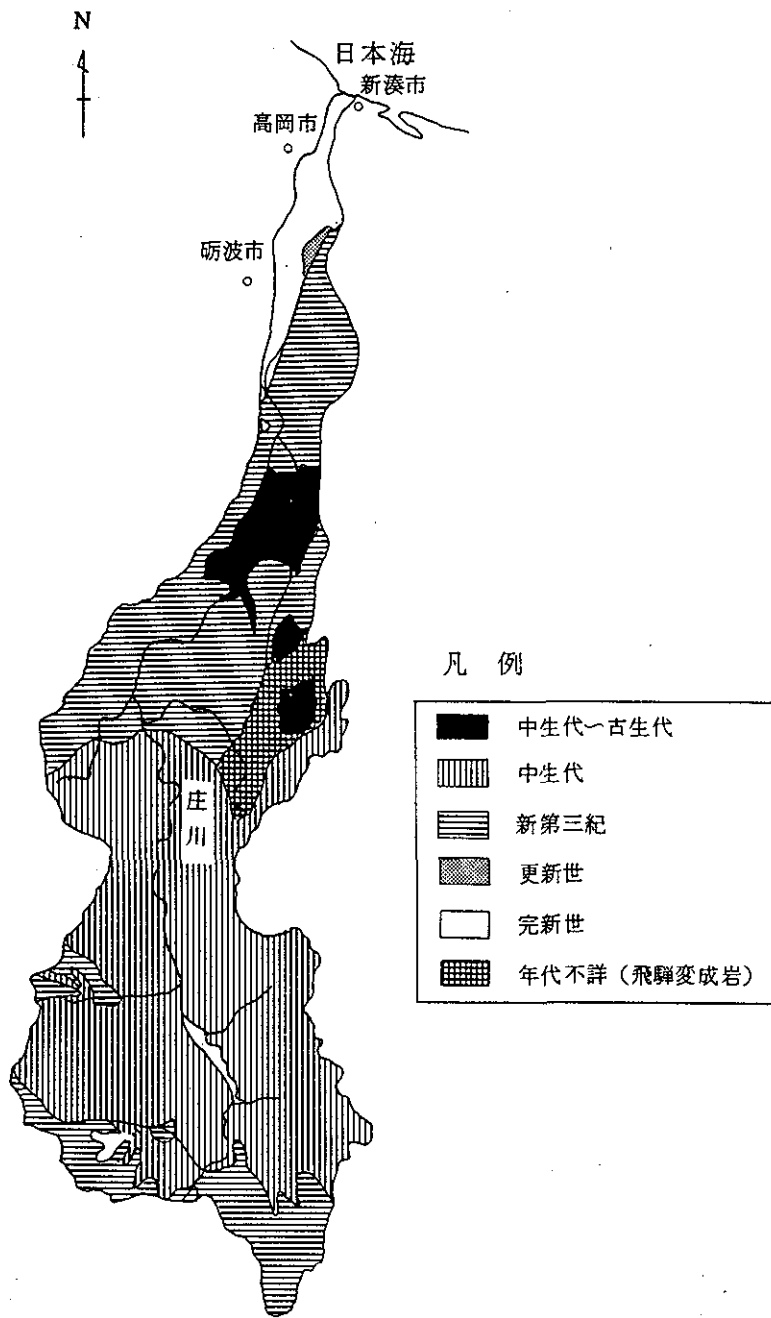 N
日本海
新湊市
高岡市
砺波市
庄川
凡例
中生代〜古生代
中生代
新第三紀
更新世
完新世
年代不詳（飛騨変成岩）